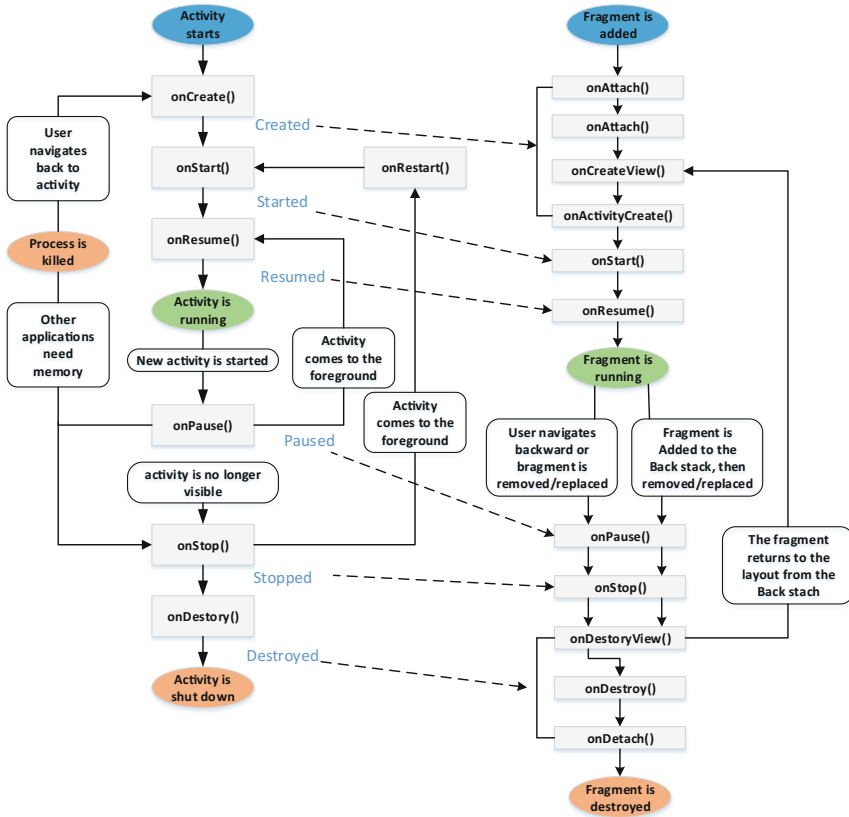 Activity
starts
onCreate()
User
navigates
back to
activity
onStart()
onRestart()
Process is
killed
onResume()
Other
applications
need
memory
Activity is
running
New activity is started
Activity
comes to the
foreground
onPause()
Activity
comes to the
foreground
activity is no longer
visible
onStop()
onDestory()
Activity is
shut down
Created
Started
Resumed
Paused
Stopped
Destroyed
Fragment is
added
onAttach()
onAttach()
onCreateView()
onActivityCreate()
onStart()
onResume()
Fragment is
running
User navigates
backward or
bragment is
removed/replaced
Fragment is
Added to the
Back stack, then
removed/replaced
onPause()
onStop()
The fragment
returns to the
layout from the
Back stach
onDestoryView()
onDestroy()
onDetach()
Fragment is
destroyed